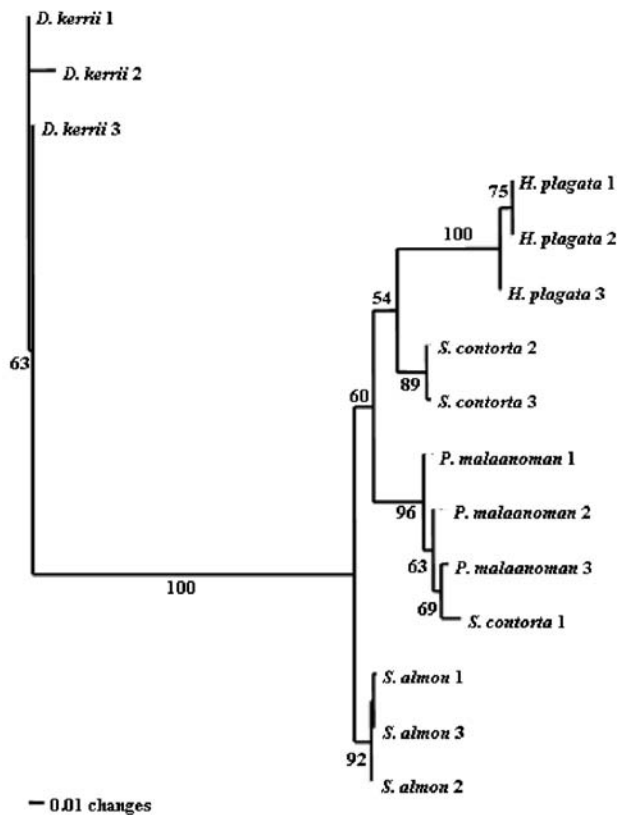 D. kerrii 1
D. kerrii 2
D. kerrii 3
H. plagata 1
75
H. plagata 2
100
H. plagata 3
54
S. contorta 2
63
89
S. contorta 3
60
P. malaanoman 1
96
P. malaanoman 2
63
P. malaanoman 3
69
S. contorta 1
100
S. almon 1
S. almon 3
92
S. almon 2
0.01 changes